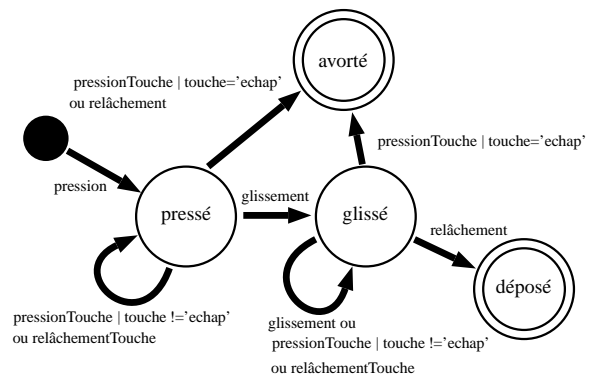 avorté
pressionTouche | touche='echap'
ou relâchement
pressionTouche | touche='echap'
pression
glissement
pressé
glissé
relâchement
déposé
pressionTouche | touche !='echap'
ou relâchementTouche
glissement ou
pressionTouche | touche !='echap'
ou relâchementTouche